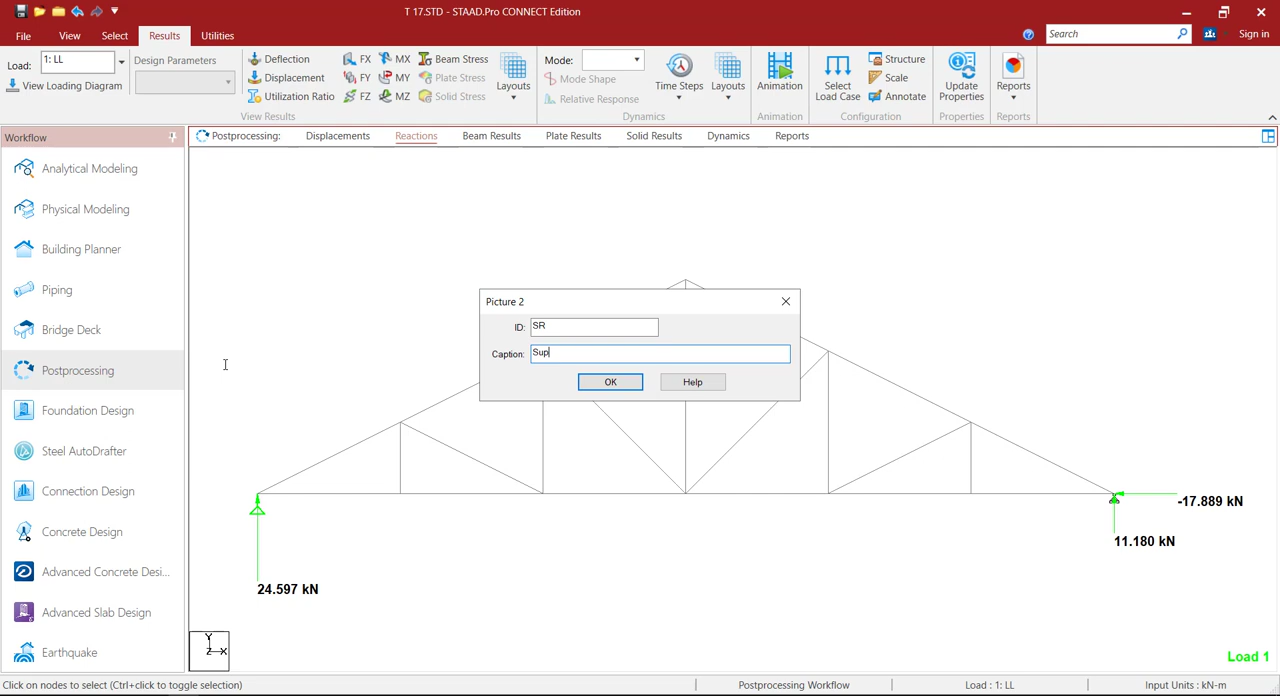 T 17.STD - STAAD.Pro CONNECT Edition
File View Select Results Utilities
Search
Sign in
Load: 1: LL
Design Parameters
View Loading Diagram
Deflection
Displacement
Utilization Ratio
FX MX Beam Stress
FY MY Plate Stress
FZ MZ Solid Stress
Layouts
View Results
Mode:
Mode Shape
Relative Response
Time Steps
Layouts
Dynamics
Animation
Animation
Select
Load Case
Structure
Scale
Annotate
Configuration
Update
Properties
Properties
Reports
Reports
Workflow
Postprocessing: Displacements Reactions Beam Results Plate Results Solid Results Dynamics Reports
Analytical Modeling
Physical Modeling
Building Planner
Piping
Bridge Deck
Postprocessing
Foundation Design
Steel AutoDrafter
Connection Design
Concrete Design
Advanced Concrete Desi...
Advanced Slab Design
Earthquake
Picture 2
ID: SR
Caption: Sup
OK
Help
-17.889 kN
11.180 kN
24.597 kN
Y
Z X
Load 1
Click on nodes to select (Ctrl+click to toggle selection)
Postprocessing Workflow
Load : 1: LL
Input Units : kN-m